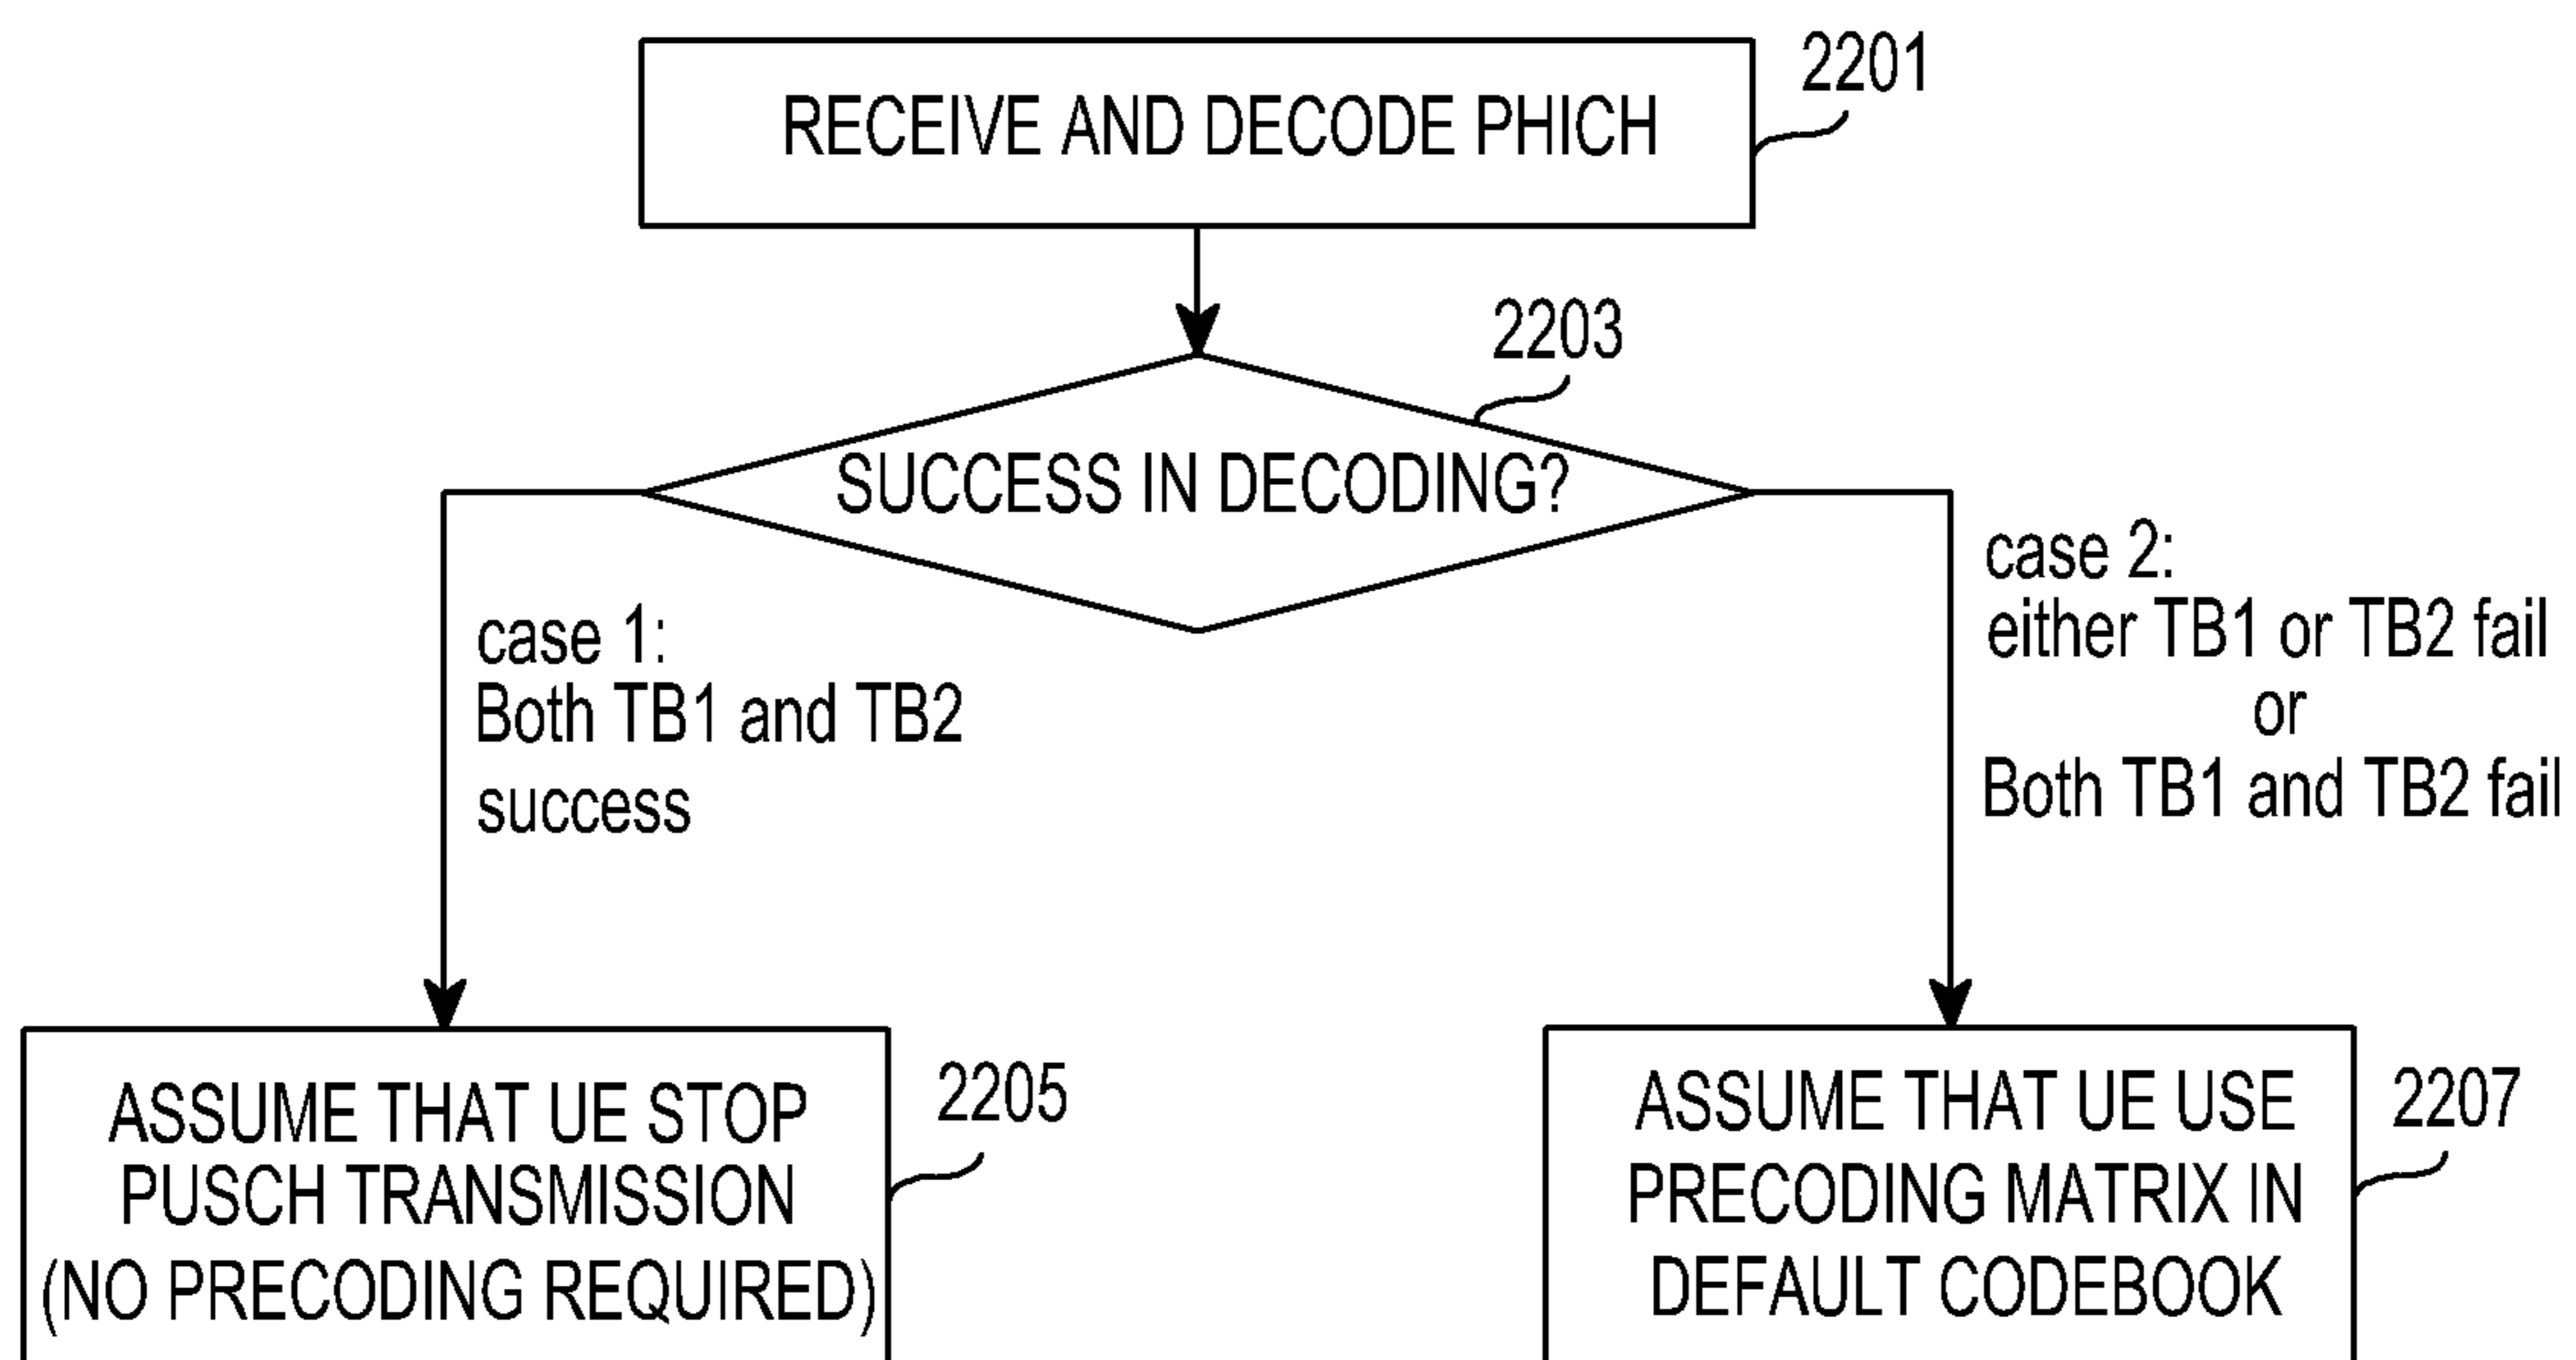 RECEIVE AND DECODE PHICH
2201
2203
SUCCESS IN DECODING?
case 1:
Both TB1 and TB2
success
case 2:
either TB1 or TB2 fail
or
Both TB1 and TB2 fail
ASSUME THAT UE STOP
PUSCH TRANSMISSION
(NO PRECODING REQUIRED)
2205
ASSUME THAT UE USE
PRECODING MATRIX IN
DEFAULT CODEBOOK
2207